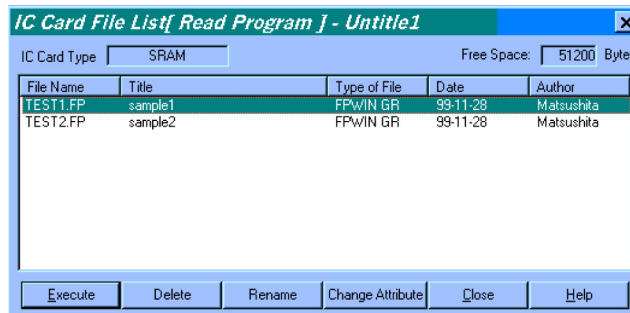 IC Card File List[ Read Program ] - Untitle1
IC Card Type SRAM Free Space: 51200 Byte
File Name Title Type of File Date Author
TEST1.FP sample1 FPWIN GR 99-11-28 Matsushita
TEST2.FP sample2 FPWIN GR 99-11-28 Matsushita
Execute Delete Rename Change Attribute Close Help